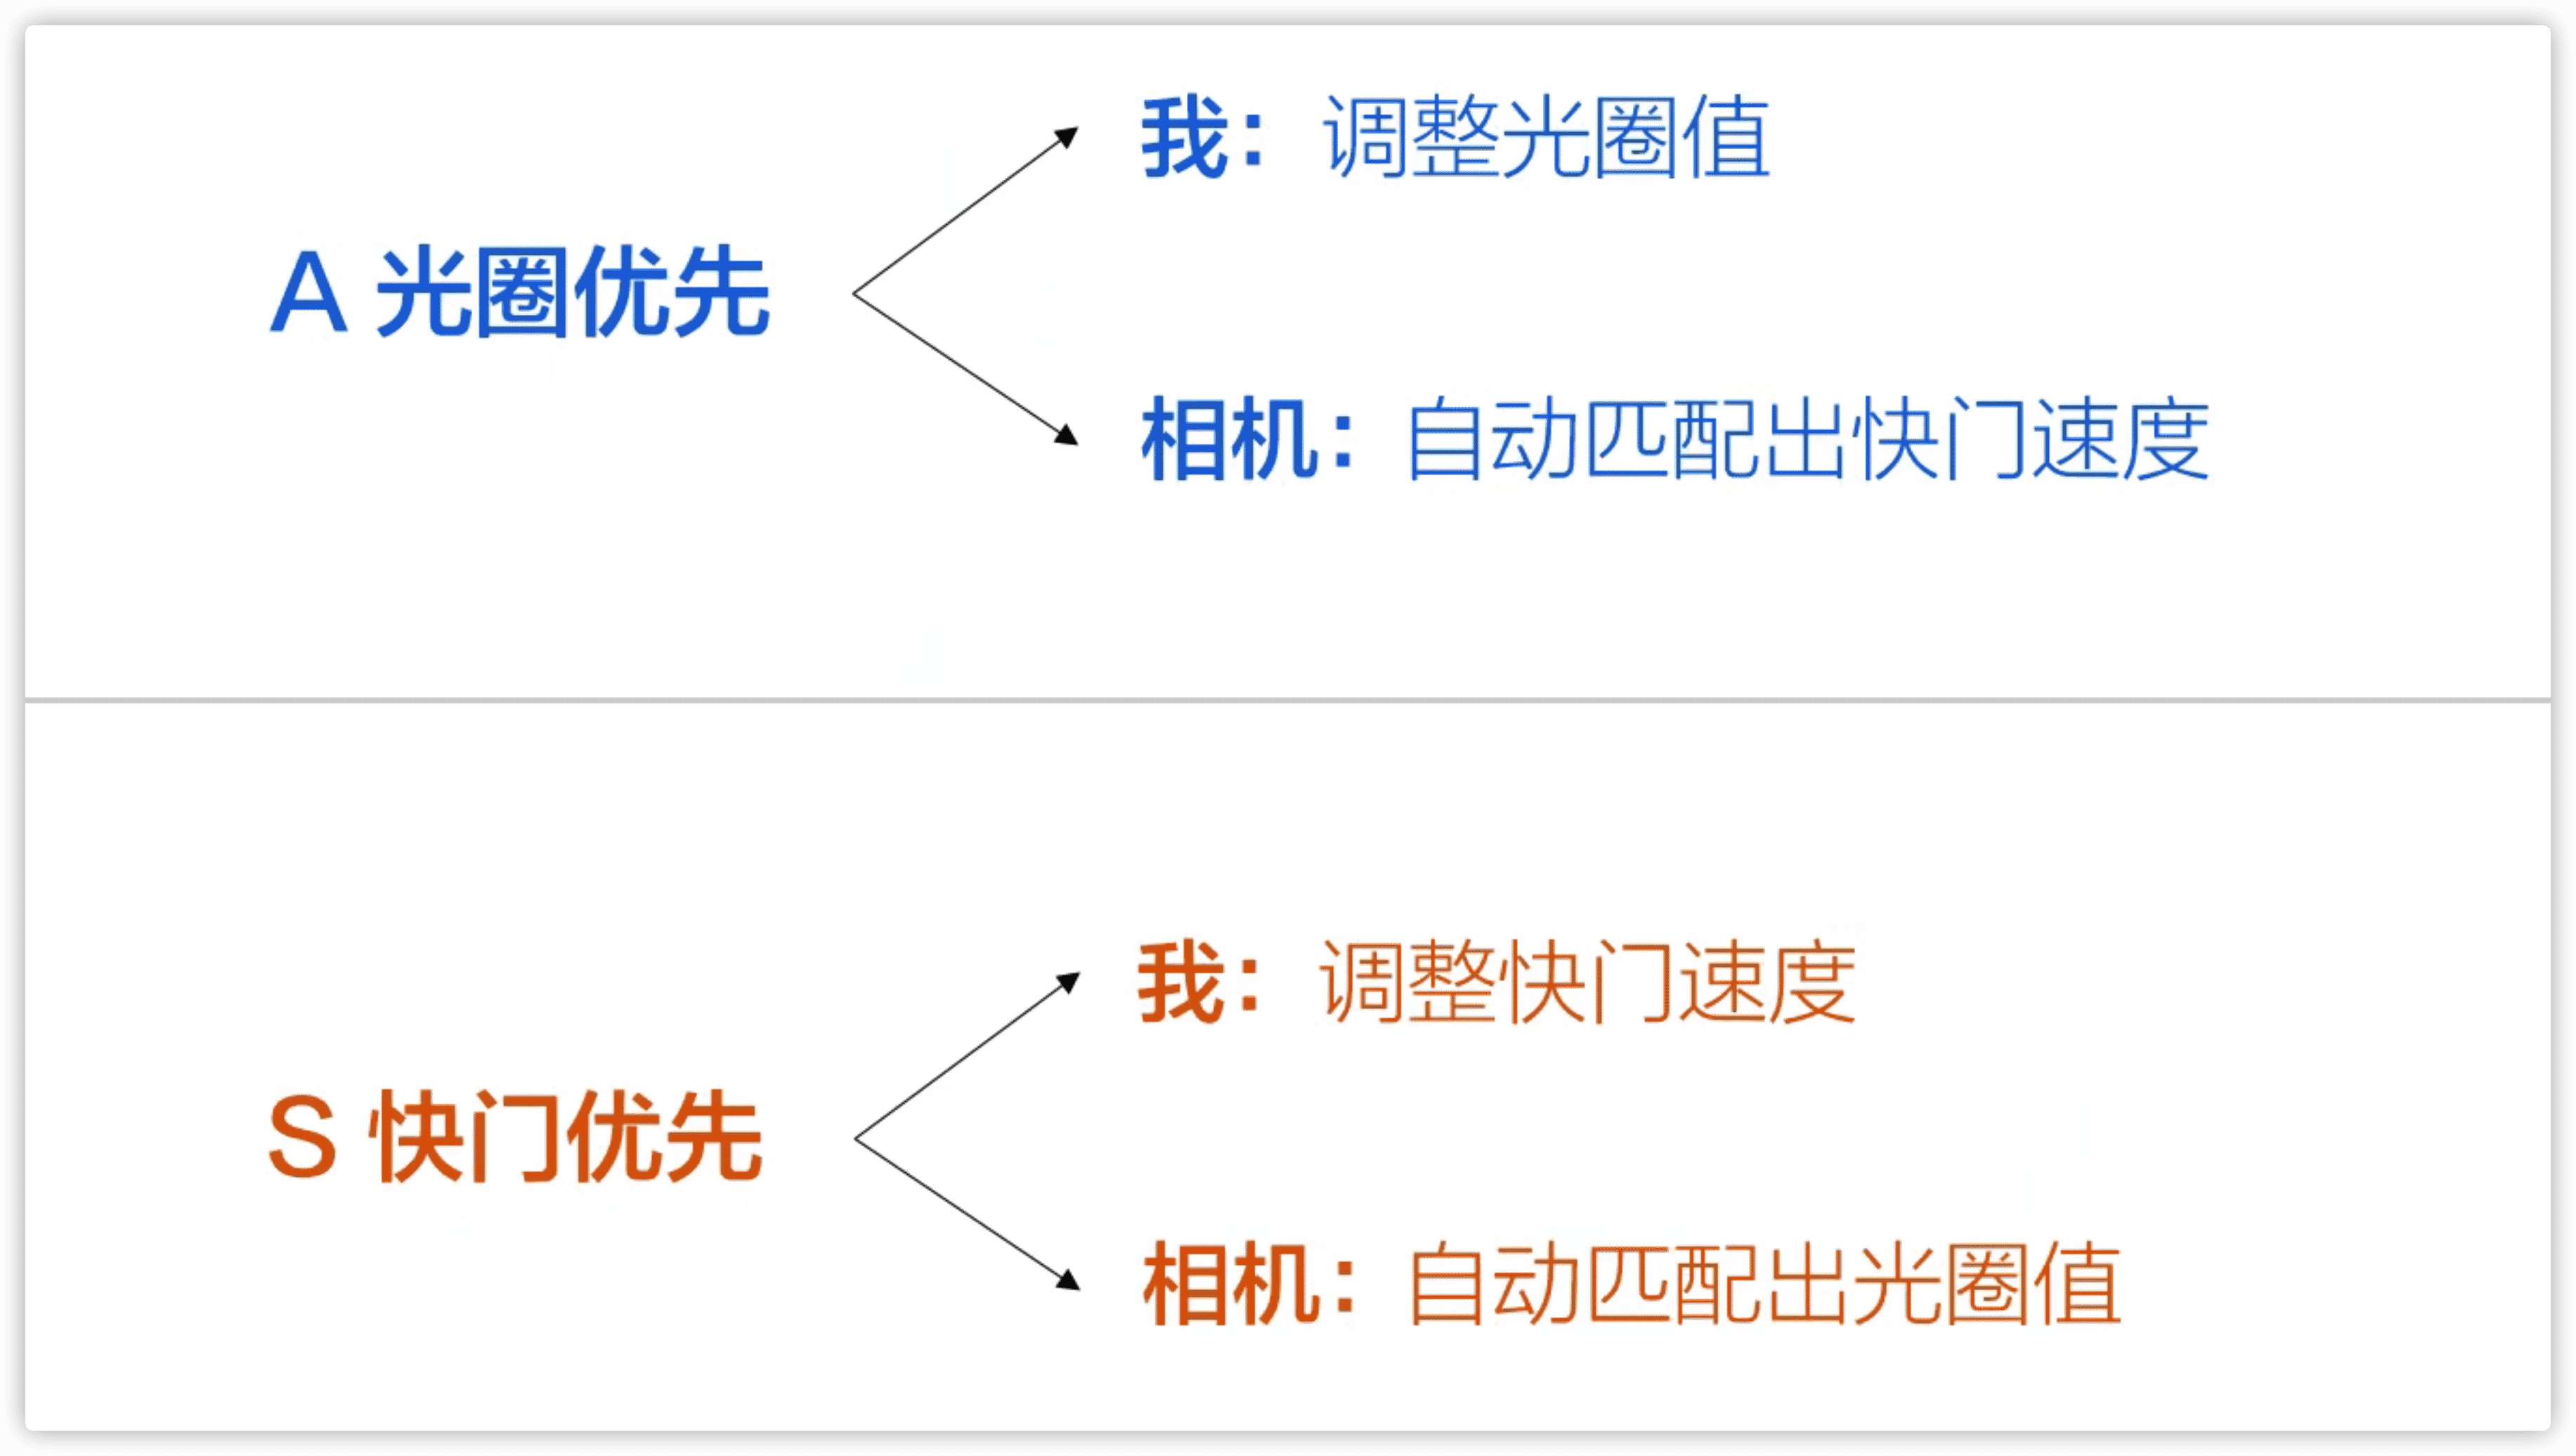 我：调整光圈值
A 光圈优先
相机：自动匹配出快门速度
我：调整快门速度
S 快门优先
相机：自动匹配出光圈值